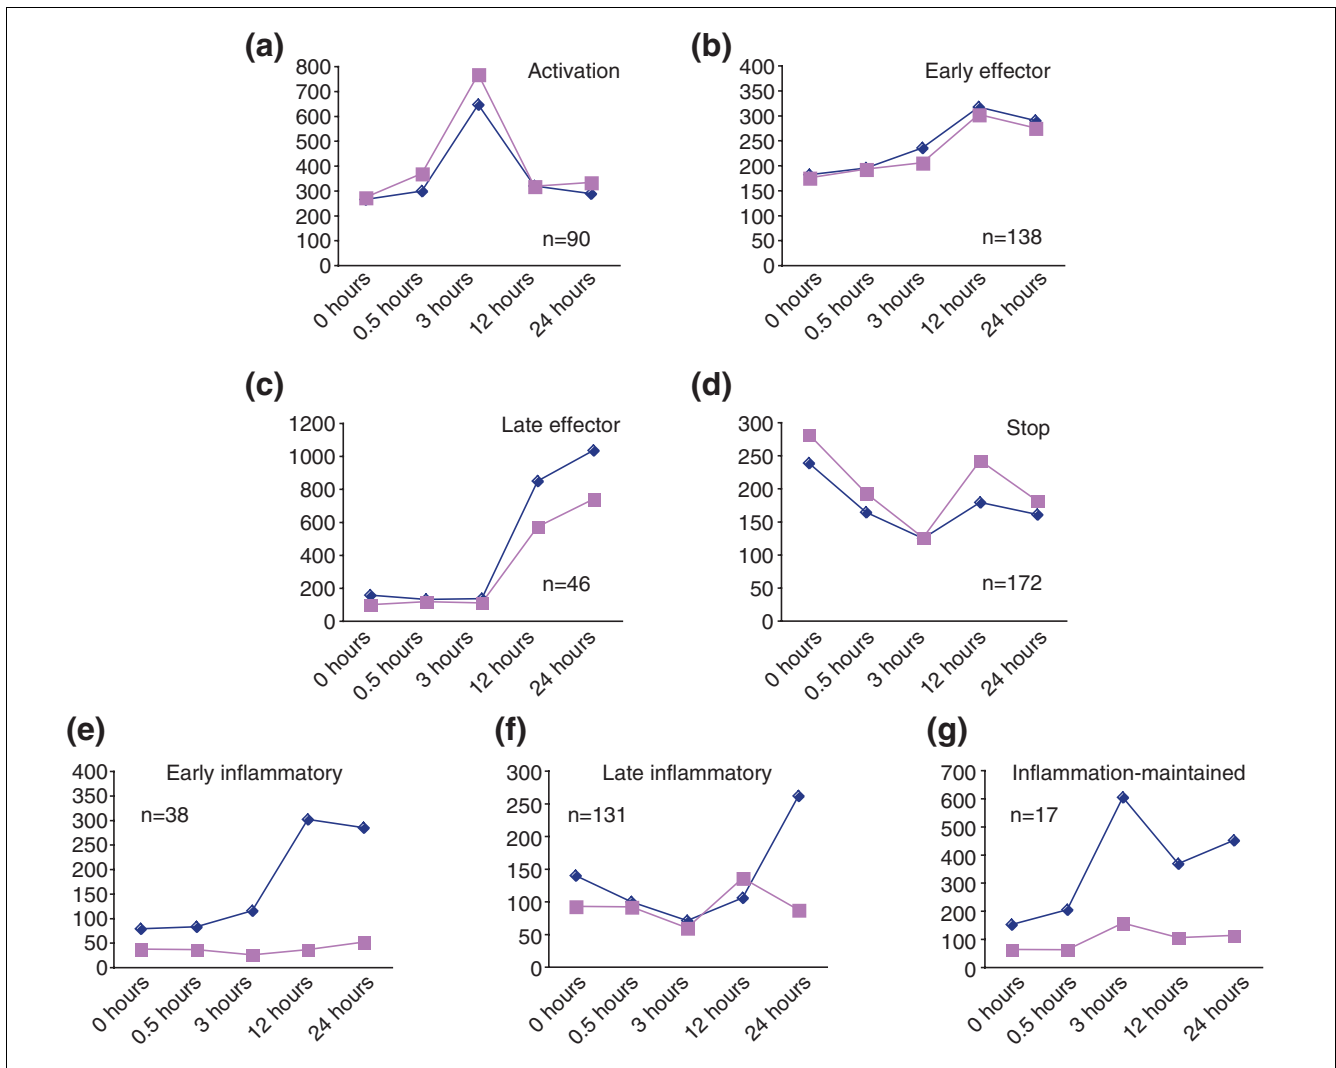 (a)
Activation
800
700
600
500
400
300
200
100
0
n=90
0 hours
0.5 hours
3 hours
12 hours
24 hours
(b)
Early effector
400
350
300
250
200
150
100
50
0
n=138
0 hours
0.5 hours
3 hours
12 hours
24 hours
(c)
Late effector
1200
1000
800
600
400
200
0
n=46
0 hours
0.5 hours
3 hours
12 hours
24 hours
(d)
Stop
300
250
200
150
100
50
0
n=172
0 hours
0.5 hours
3 hours
12 hours
24 hours
(e)
Early inflammatory
400
350
300
250
200
150
100
50
0
n=38
0 hours
0.5 hours
3 hours
12 hours
24 hours
(f)
Late inflammatory
300
250
200
150
100
50
0
n=131
0 hours
0.5 hours
3 hours
12 hours
24 hours
(g)
Inflammation-maintained
700
600
500
400
300
200
100
0
n=17
0 hours
0.5 hours
3 hours
12 hours
24 hours